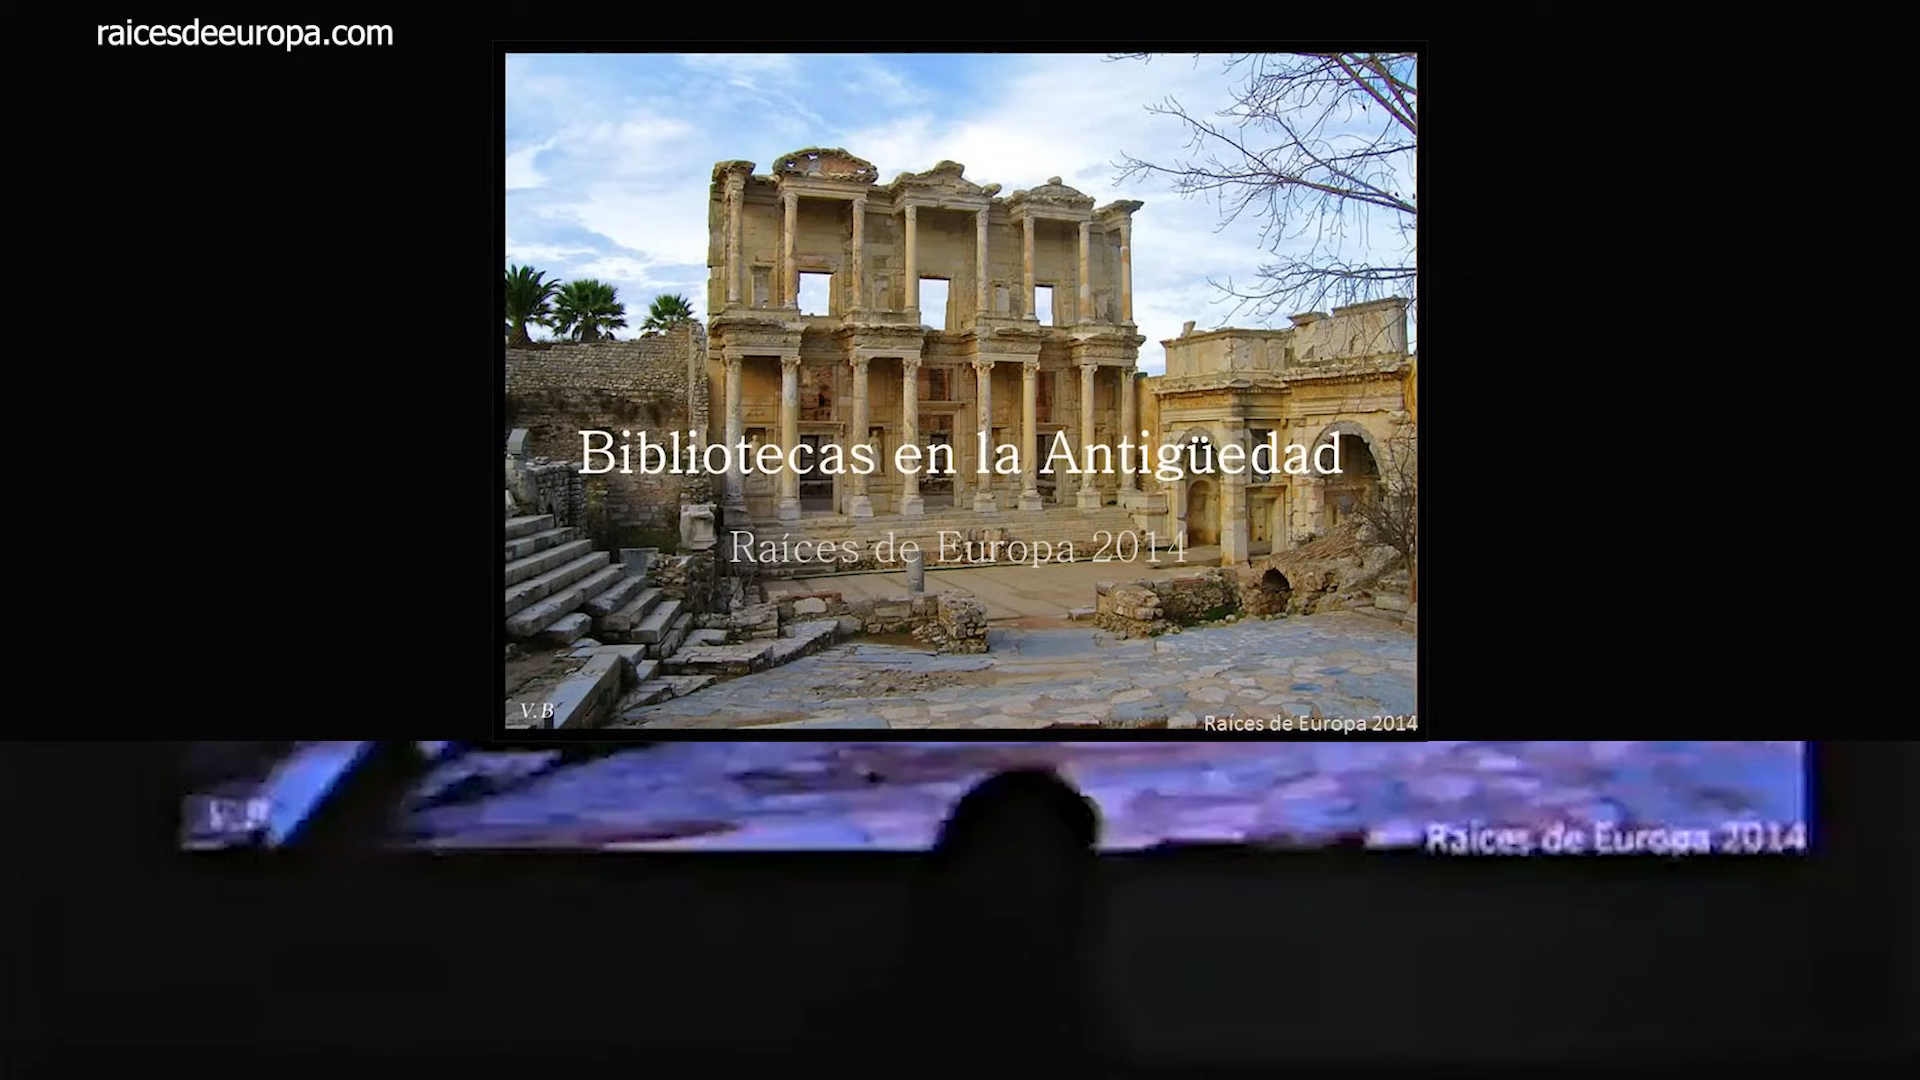 raicesdeeuropa.com
Bibliotecas en la Antigüedad
Raíces de Europa 2014
V.B
Raíces de Europa 2014
Raíces de Europa 2014